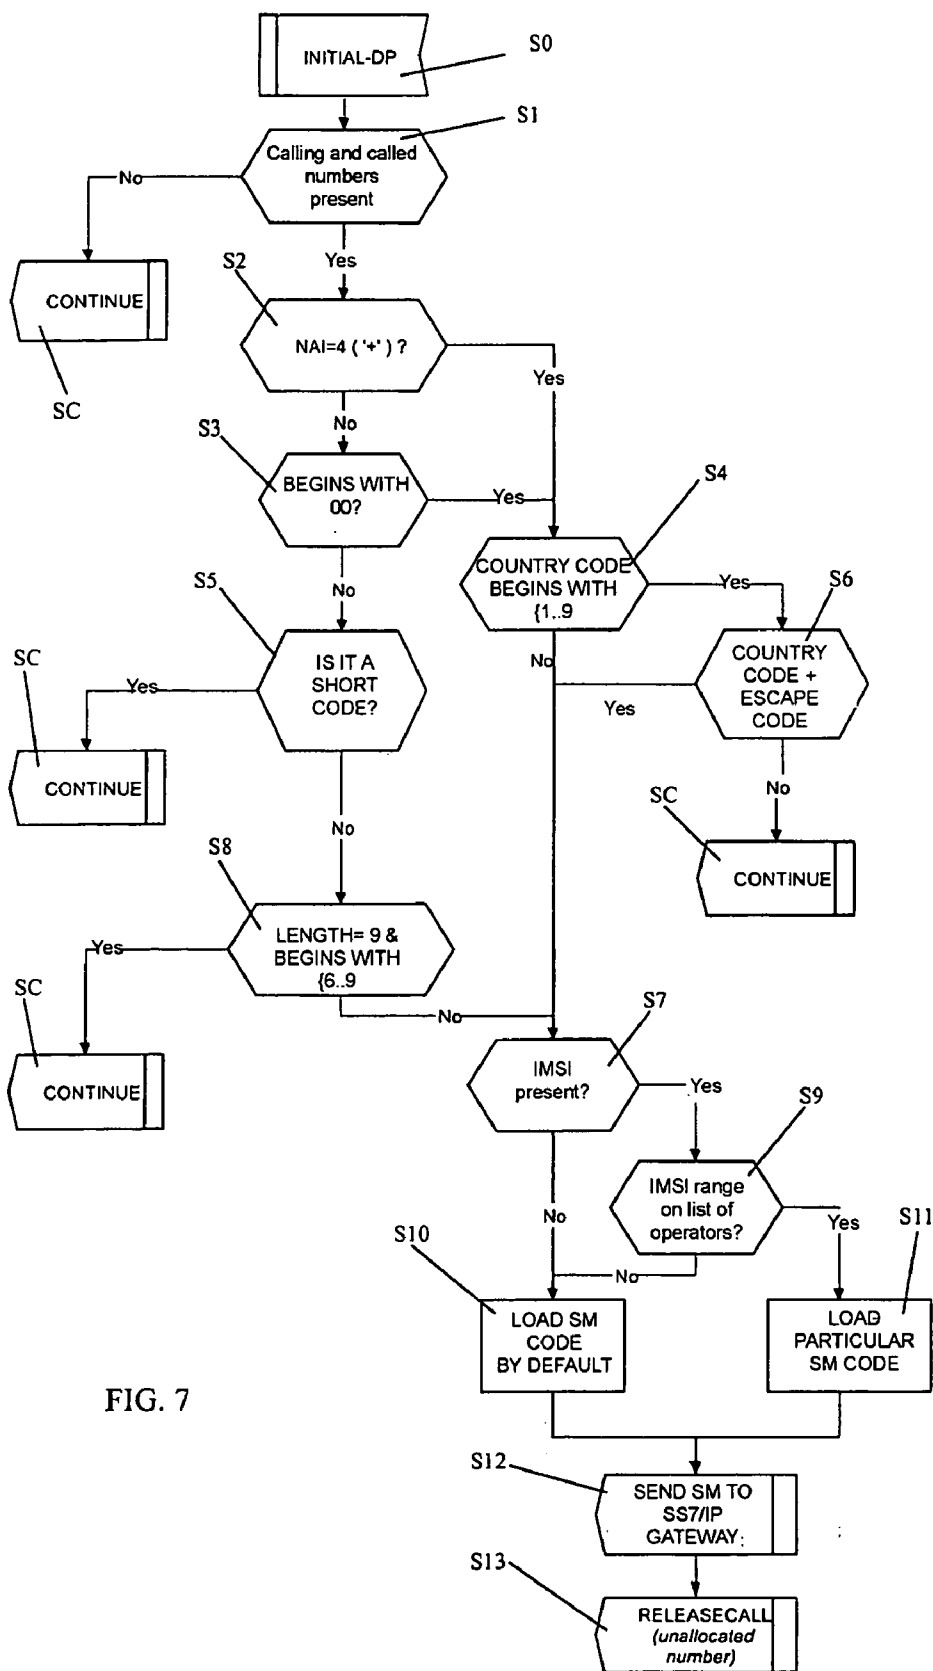 INITIAL-DP
S0
S1
Calling and called
numbers
present
No
Yes
S2
CONTINUE
SC
NAI=4 ( '+' ) ?
Yes
No
S3
BEGINS WITH
00?
Yes
S4
COUNTRY CODE
BEGINS WITH
{1..9
Yes
No
S5
S6
SC
IS IT A
SHORT
CODE?
Yes
No
COUNTRY
CODE +
ESCAPE
CODE
Yes
CONTINUE
No
SC
No
S8
CONTINUE
LENGTH= 9 &
BEGINS WITH
{6..9
Yes
SC
No
S7
CONTINUE
IMSI
present?
Yes
S9
IMSI range
on list of
operators?
No
Yes
S11
S10
No
LOAD SM
CODE
BY DEFAULT
LOAD
PARTICULAR
SM CODE
FIG. 7
S12
SEND SM TO
SS7/IP
GATEWAY
S13
RELEASECALL
(unallocated
number)